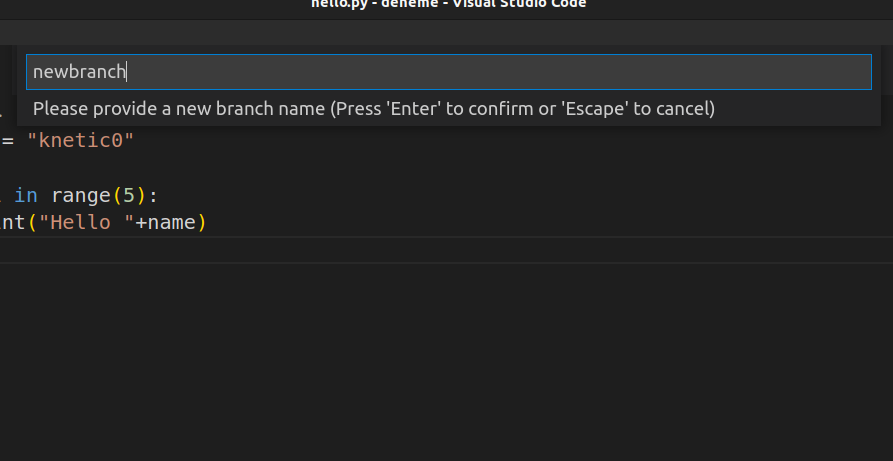 hello.py - deneme - Visual Studio Code
newbranch
Please provide a new branch name (Press 'Enter' to confirm or 'Escape' to cancel)
= "knetic0"
in range(5):
nt("Hello "+name)